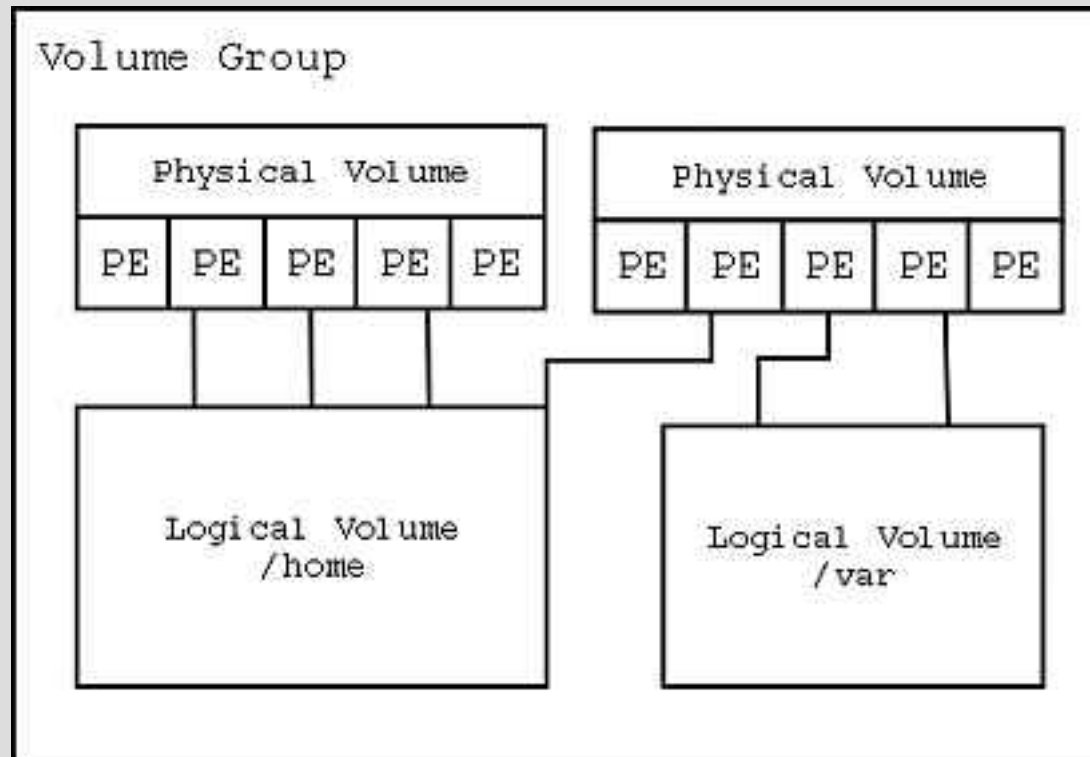 Volume Group
Physical Volume
PE PE PE PE PE
Physical Volume
PE PE PE PE PE
Logical Volume
/home
Logical Volume
/var